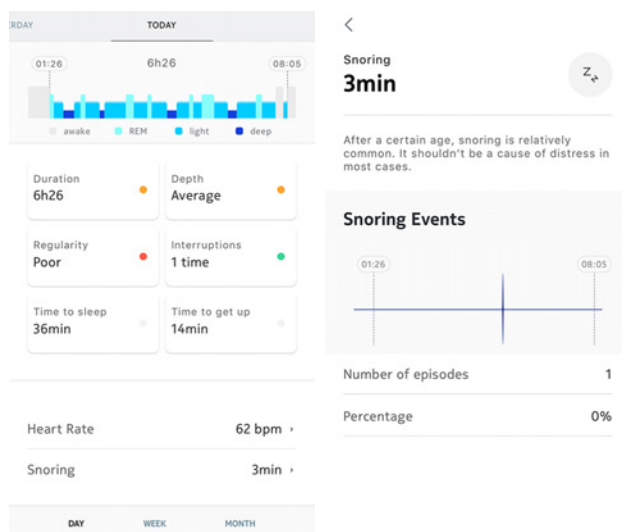 RDAY TODAY
01:26 6h26 08:05
awake REM light deep
Duration Depth
6h26 Average
Regularity Interruptions
Poor 1 time
Time to sleep Time to get up
36min 14min
Heart Rate 62 bpm ›
Snoring 3min ›
DAY WEEK MONTH
Snoring
3min
Z z
After a certain age, snoring is relatively
common. It shouldn't be a cause of distress in
most cases.
Snoring Events
01:26 08:05
Number of episodes 1
Percentage 0%